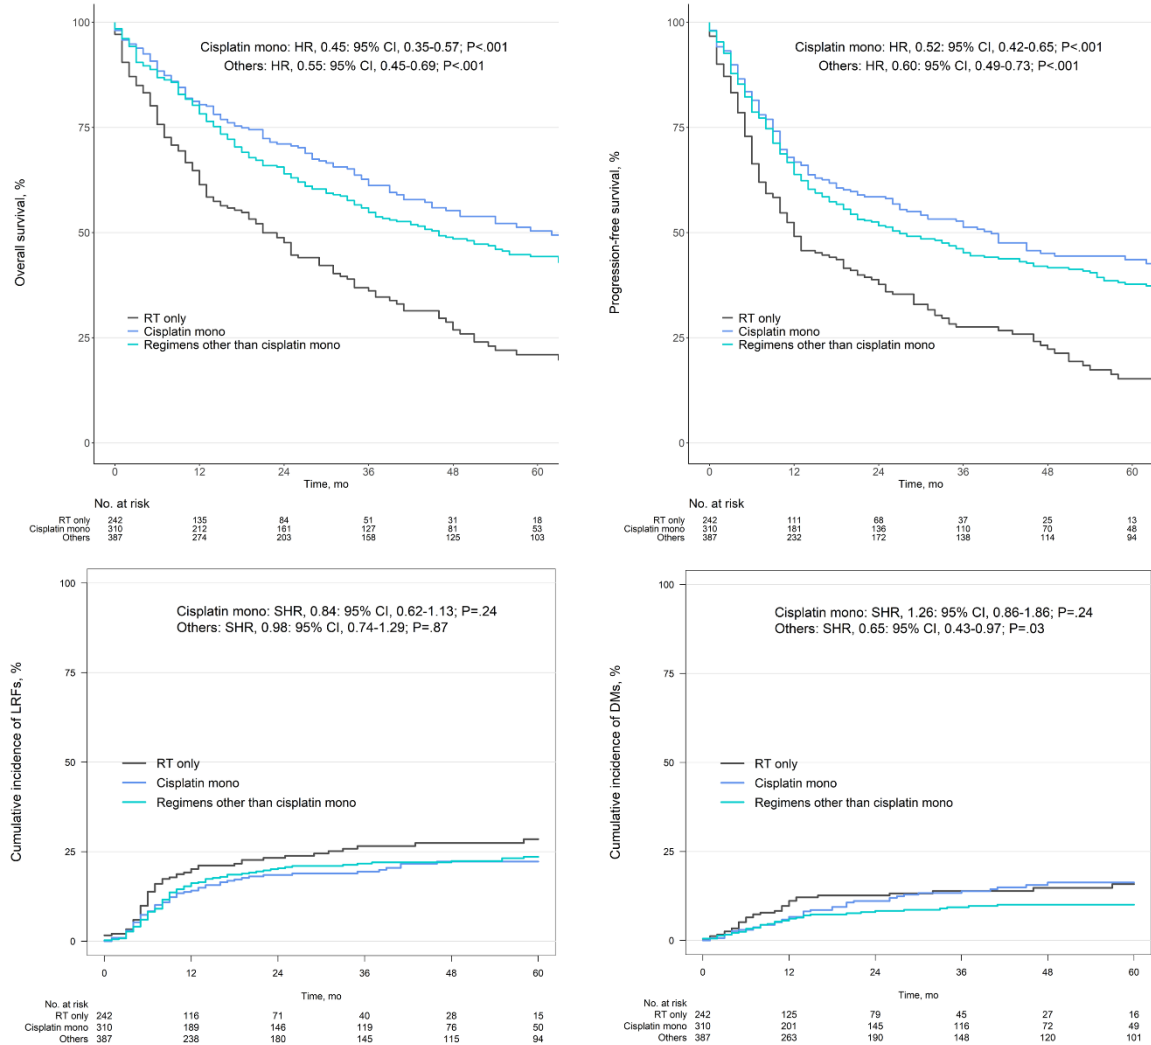 Overall survival, %
100
75
50
25
0
Cisplatin mono: HR, 0.45: 95% CI, 0.35-0.57; P<.001
Others: HR, 0.55: 95% CI, 0.45-0.69; P<.001
RT only
Cisplatin mono
Regimens other than cisplatin mono
0 12 24 36 48 60
Time, mo
No. at risk
RT only 242 135 84 51 31 18
Cisplatin mono 310 212 161 127 81 53
Others 387 274 203 158 125 103
Progression-free survival, %
100
75
50
25
0
Cisplatin mono: HR, 0.52: 95% CI, 0.42-0.65; P<.001
Others: HR, 0.60: 95% CI, 0.49-0.73; P<.001
RT only
Cisplatin mono
Regimens other than cisplatin mono
0 12 24 36 48 60
Time, mo
No. at risk
RT only 242 111 68 37 25 13
Cisplatin mono 310 181 136 110 70 48
Others 387 232 172 138 114 94
Cumulative incidence of LRFs, %
100
75
50
25
0
Cisplatin mono: SHR, 0.84: 95% CI, 0.62-1.13; P=.24
Others: SHR, 0.98: 95% CI, 0.74-1.29; P=.87
RT only
Cisplatin mono
Regimens other than cisplatin mono
0 12 24 36 48 60
Time, mo
No. at risk
RT only 242 116 71 40 28 15
Cisplatin mono 310 189 146 119 76 50
Others 387 238 180 145 115 94
Cumulative incidence of DMs, %
100
75
50
25
0
Cisplatin mono: SHR, 1.26: 95% CI, 0.86-1.86; P=.24
Others: SHR, 0.65: 95% CI, 0.43-0.97; P=.03
RT only
Cisplatin mono
Regimens other than cisplatin mono
0 12 24 36 48 60
Time, mo
No. at risk
RT only 242 125 79 45 27 16
Cisplatin mono 310 201 145 116 72 49
Others 387 263 190 148 120 101